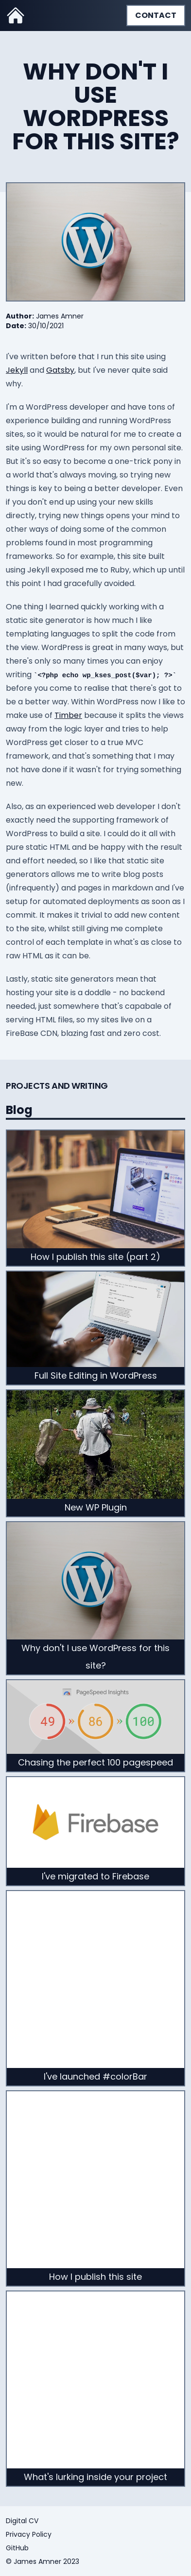 CONTACT
WHY DON'T I
USE
WORDPRESS
FOR THIS SITE?
Author: James Amner
Date: 30/10/2021
I've written before that I run this site using
Jekyll and Gatsby, but I've never quite said
why.
I'm a WordPress developer and have tons of
experience building and running WordPress
sites, so it would be natural for me to create a
site using WordPress for my own personal site.
But it's so easy to become a one-trick pony in
a world that's always moving, so trying new
things is key to being a better developer. Even
if you don't end up using your new skills
directly, trying new things opens your mind to
other ways of doing some of the common
problems found in most programming
frameworks. So for example, this site built
using Jekyll exposed me to Ruby, which up until
this point I had gracefully avoided.
One thing I learned quickly working with a
static site generator is how much I like
templating languages to split the code from
the view. WordPress is great in many ways, but
there's only so many times you can enjoy
writing `<?php echo wp_kses_post($var); ?>`
before you come to realise that there's got to
be a better way. Within WordPress now I like to
make use of Timber because it splits the views
away from the logic layer and tries to help
WordPress get closer to a true MVC
framework, and that's something that I may
not have done if it wasn't for trying something
new.
Also, as an experienced web developer I don't
exactly need the supporting framework of
WordPress to build a site. I could do it all with
pure static HTML and be happy with the result
and effort needed, so I like that static site
generators allows me to write blog posts
(infrequently) and pages in markdown and I've
setup for automated deployments as soon as I
commit. It makes it trivial to add new content
to the site, whilst still giving me complete
control of each template in what's as close to
raw HTML as it can be.
Lastly, static site generators mean that
hosting your site is a doddle - no backend
needed, just somewhere that's capabale of
serving HTML files, so my sites live on a
FireBase CDN, blazing fast and zero cost.
PROJECTS AND WRITING
Blog
How I publish this site (part 2)
Full Site Editing in WordPress
New WP Plugin
Why don't I use WordPress for this
site?
PageSpeed Insights
49 » 86 » 100
Chasing the perfect 100 pagespeed
Firebase
I've migrated to Firebase
I've launched #colorBar
How I publish this site
What's lurking inside your project
Digital CV
Privacy Policy
GitHub
© James Amner 2023